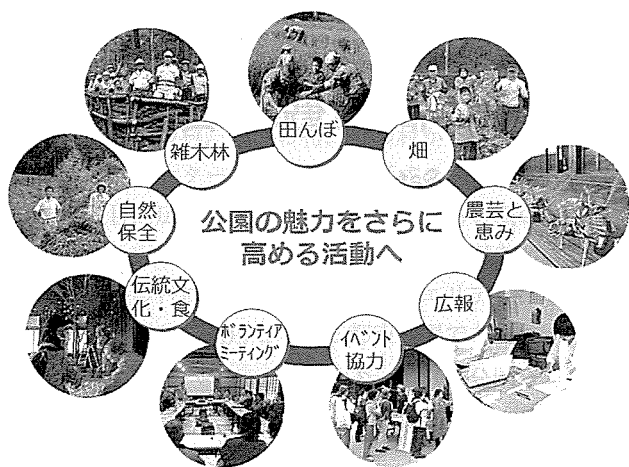 田んぼ
畑
農芸と
恵み
広報
イベント
協力
ボランティア
ミーティング
伝統文
化・食
自然
保全
雑木林
公園の魅力をさらに
高める活動へ